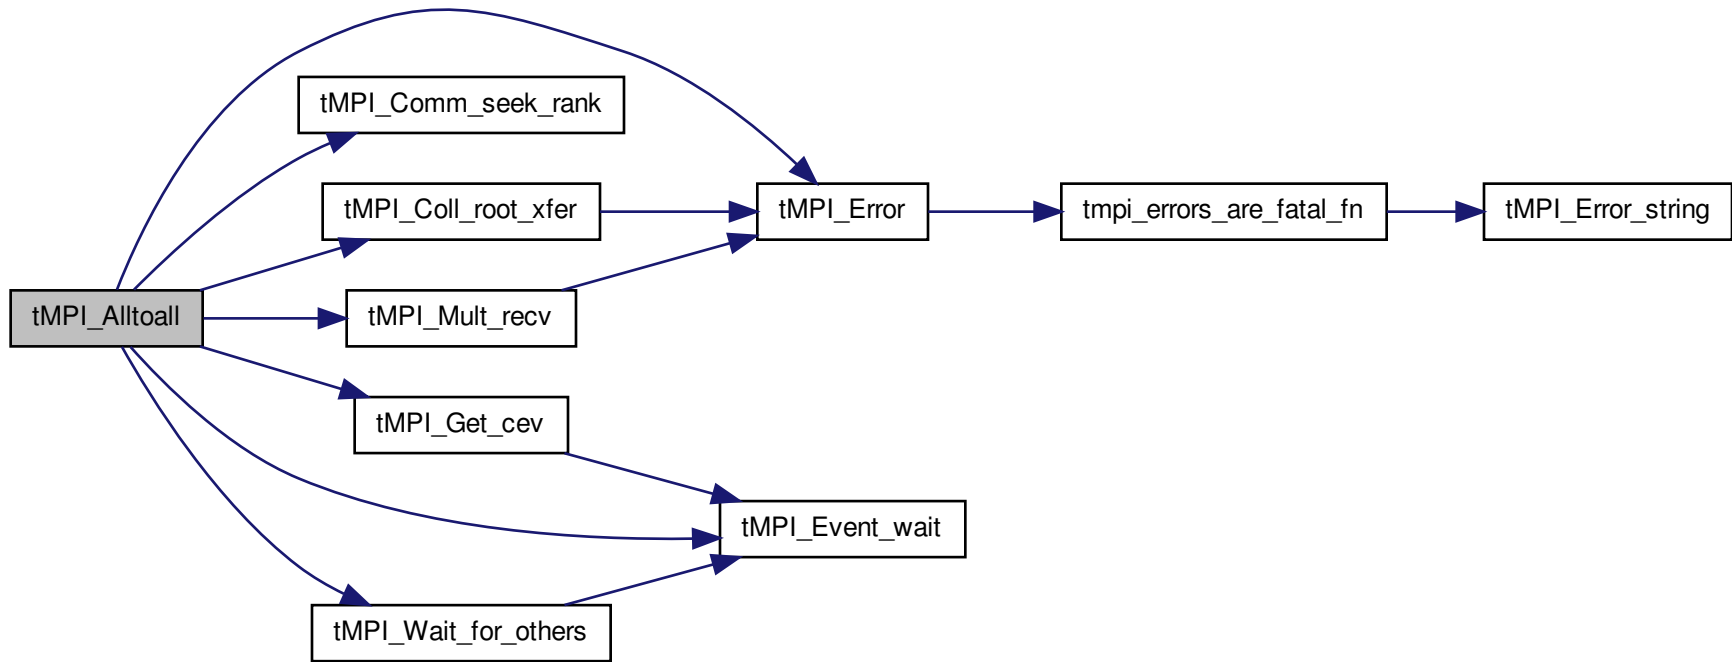 tMPI_Comm_seek_rank
tMPI_Coll_root_xfer
tMPI_Error
tmpi_errors_are_fatal_fn
tMPI_Error_string
tMPI_Alltoall
tMPI_Mult_recv
tMPI_Get_cev
tMPI_Event_wait
tMPI_Wait_for_others